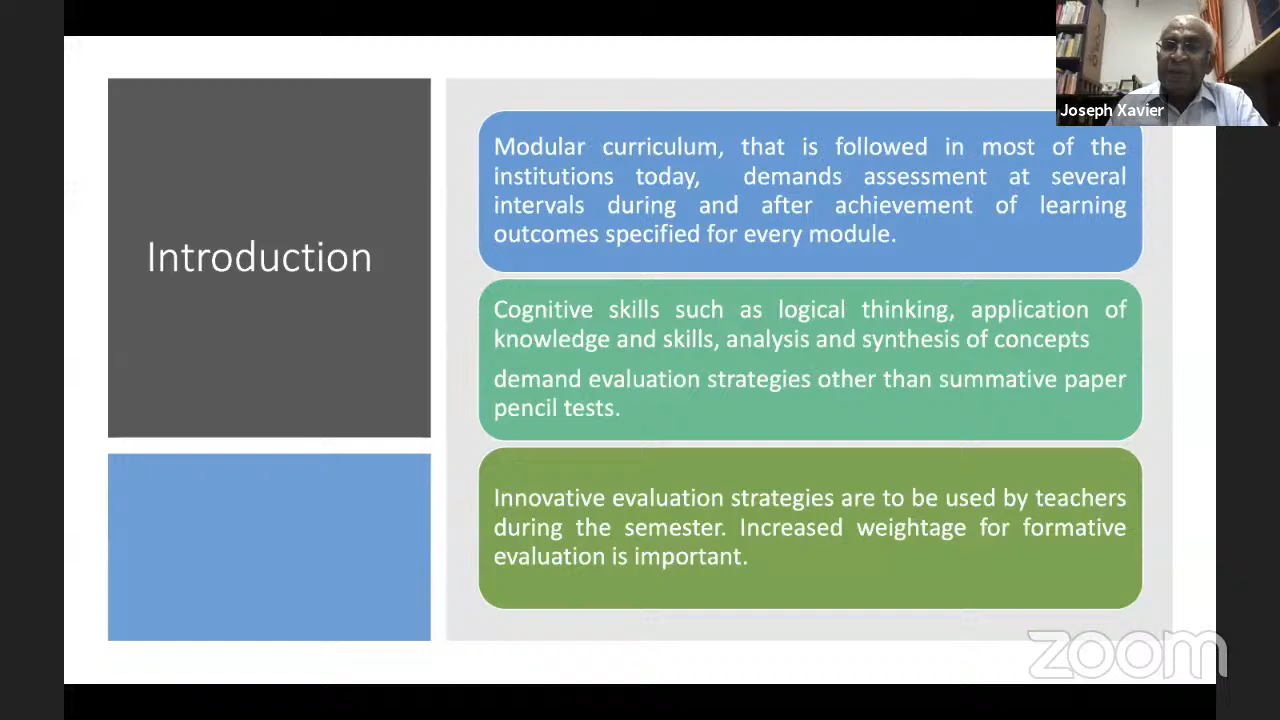 Joseph Xavier
Introduction
Modular curriculum, that is followed in most of the
institutions today, demands assessment at several
intervals during and after achievement of learning
outcomes specified for every module.
Cognitive skills such as logical thinking, application of
knowledge and skills, analysis and synthesis of concepts
demand evaluation strategies other than summative paper
pencil tests.
Innovative evaluation strategies are to be used by teachers
during the semester. Increased weightage for formative
evaluation is important.
zoom